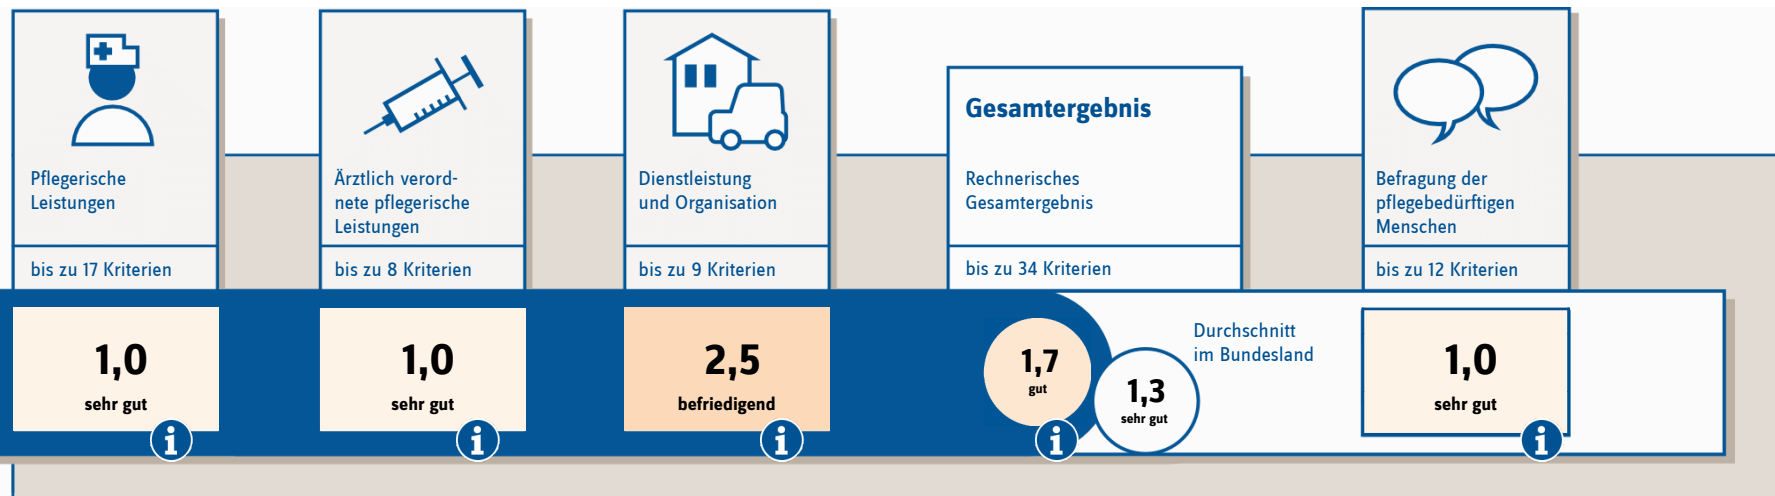 Pflegerische
Leistungen
bis zu 17 Kriterien
1,0
sehr gut
i
Ärztlich verord-
nete pflegerische
Leistungen
bis zu 8 Kriterien
1,0
sehr gut
i
Dienstleistung
und Organisation
bis zu 9 Kriterien
2,5
befriedigend
i
Gesamtergebnis
Rechnerisches
Gesamtergebnis
bis zu 34 Kriterien
1,7
gut
i
Durchschnitt
im Bundesland
1,3
sehr gut
Befragung der
pflegebedürftigen
Menschen
bis zu 12 Kriterien
1,0
sehr gut
i